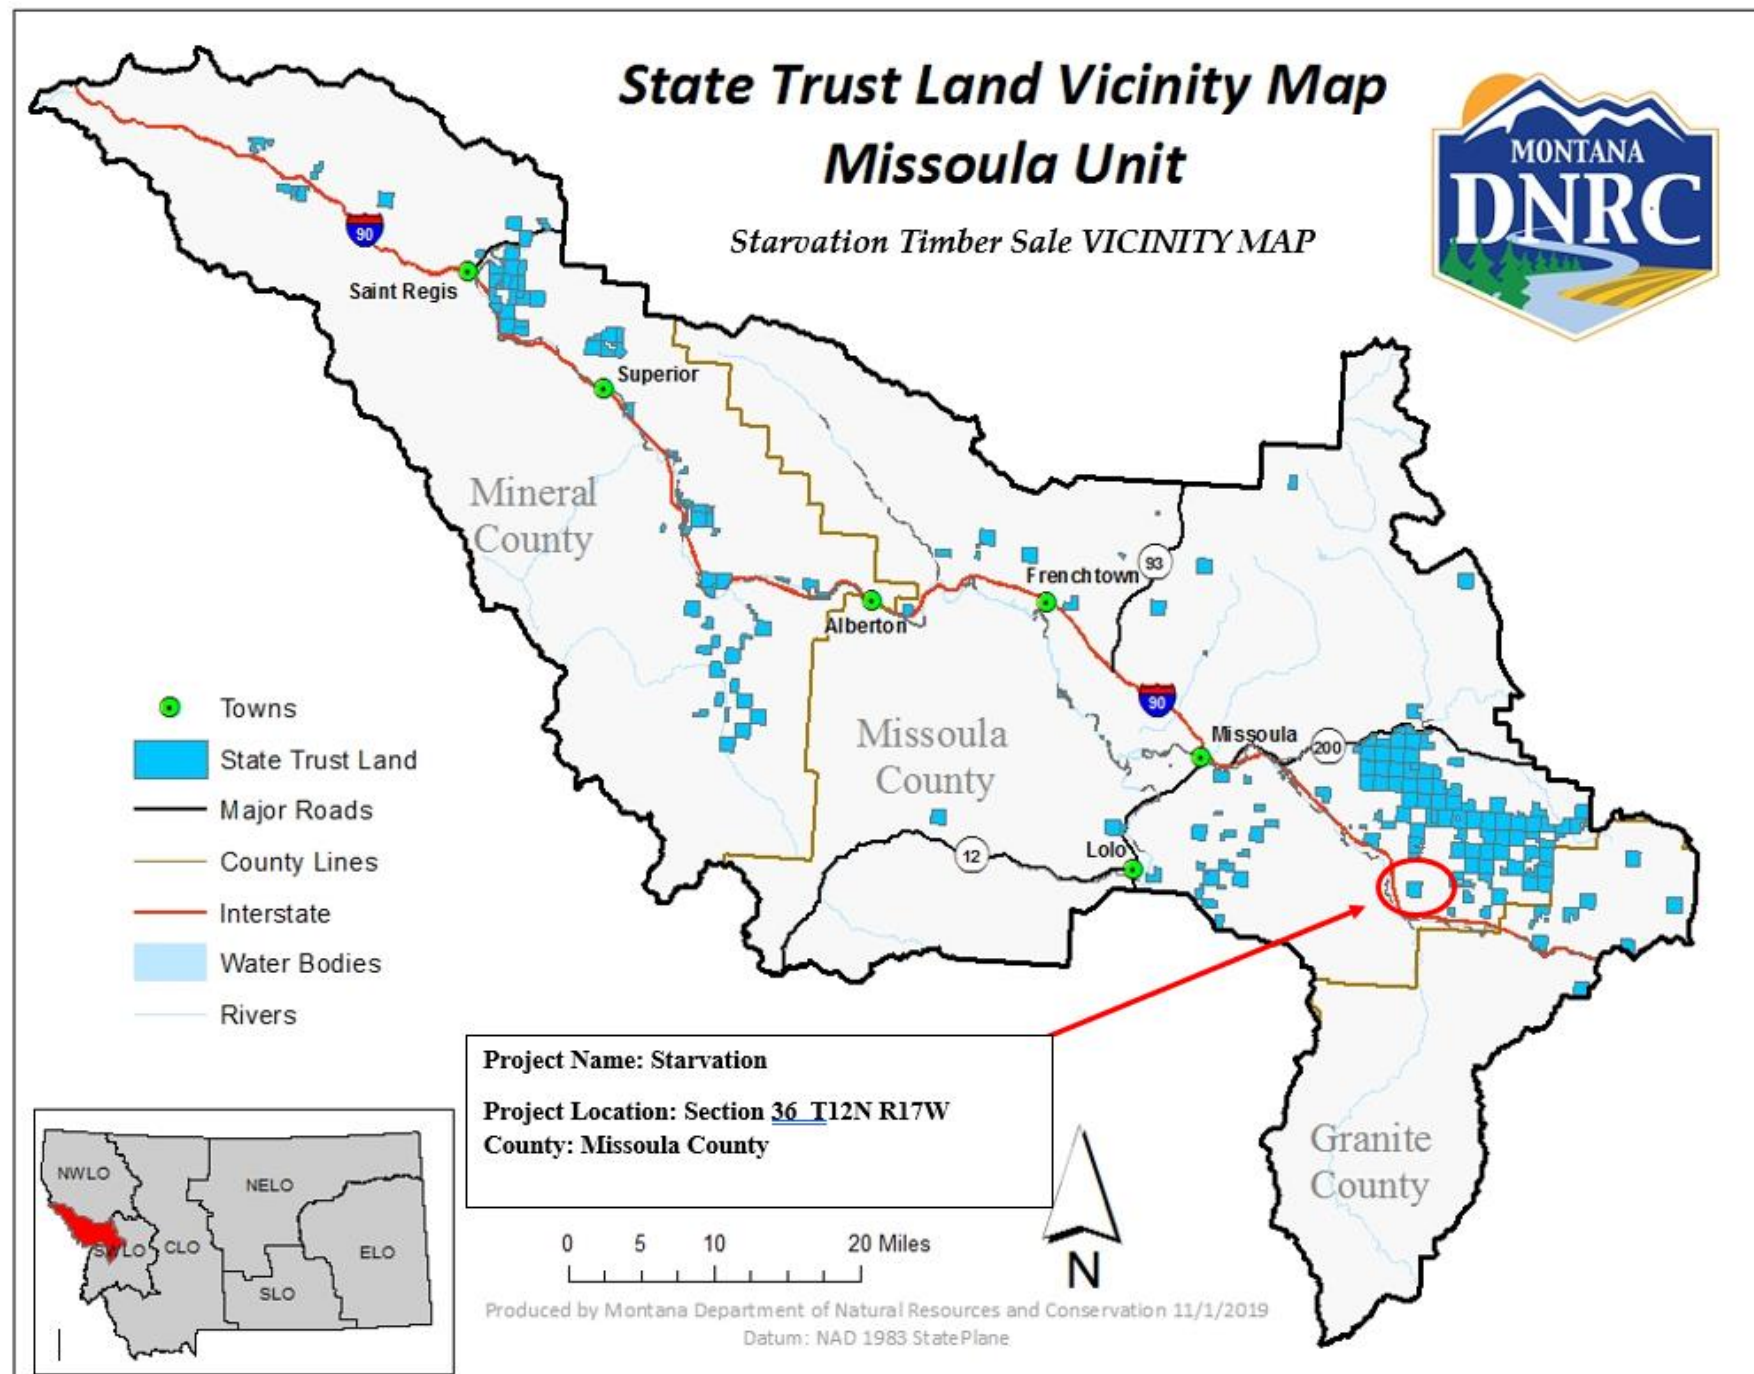 State Trust Land Vicinity Map
Missoula Unit
Starvation Timber Sale VICINITY MAP
MONTANA
DNRC
90
Saint Regis
Superior
Mineral
County
Frenchtown
93
Alberton
90
Missoula
200
Missoula
County
Lolo
12
Towns
State Trust Land
Major Roads
County Lines
Interstate
Water Bodies
Rivers
Project Name: Starvation
Project Location: Section 36 T12N R17W
County: Missoula County
Granite
County
NWLO
NELO
SWLO
CLO
ELO
SLO
0 5 10 20 Miles
N
Produced by Montana Department of Natural Resources and Conservation 11/1/2019
Datum: NAD 1983 StatePlane